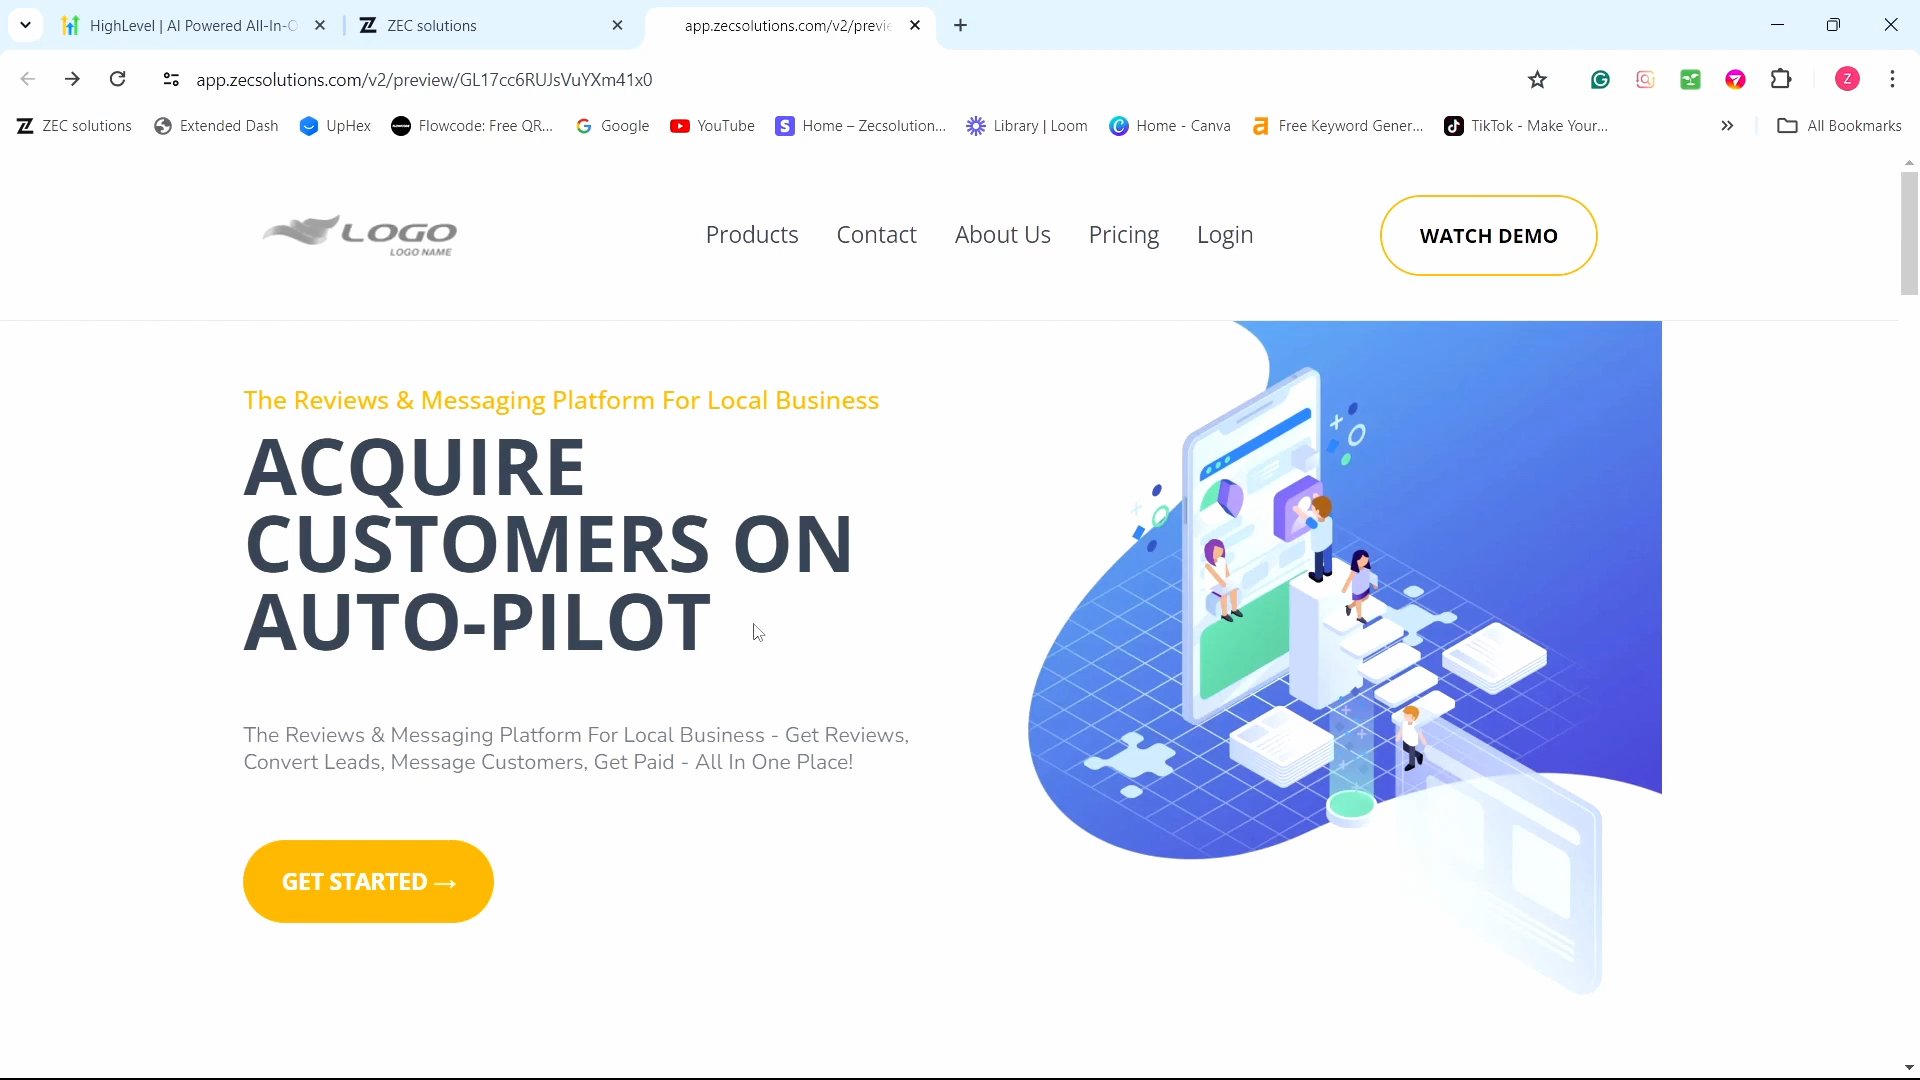 HighLevel | AI Powered All-In-O
ZEC solutions
app.zecsolutions.com/v2/previe
app.zecsolutions.com/v2/preview/GL17cc6RUJsVuYXm41x0
Z
ZEC solutions
Extended Dash
UpHex
Flowcode: Free QR...
Google
YouTube
Home – Zecsolution...
Library | Loom
Home - Canva
Free Keyword Gener...
TikTok - Make Your...
All Bookmarks
LOGO
LOGO NAME
Products
Contact
About Us
Pricing
Login
WATCH DEMO
The Reviews & Messaging Platform For Local Business
ACQUIRE
CUSTOMERS ON
AUTO-PILOT
The Reviews & Messaging Platform For Local Business - Get Reviews,
Convert Leads, Message Customers, Get Paid - All In One Place!
GET STARTED →